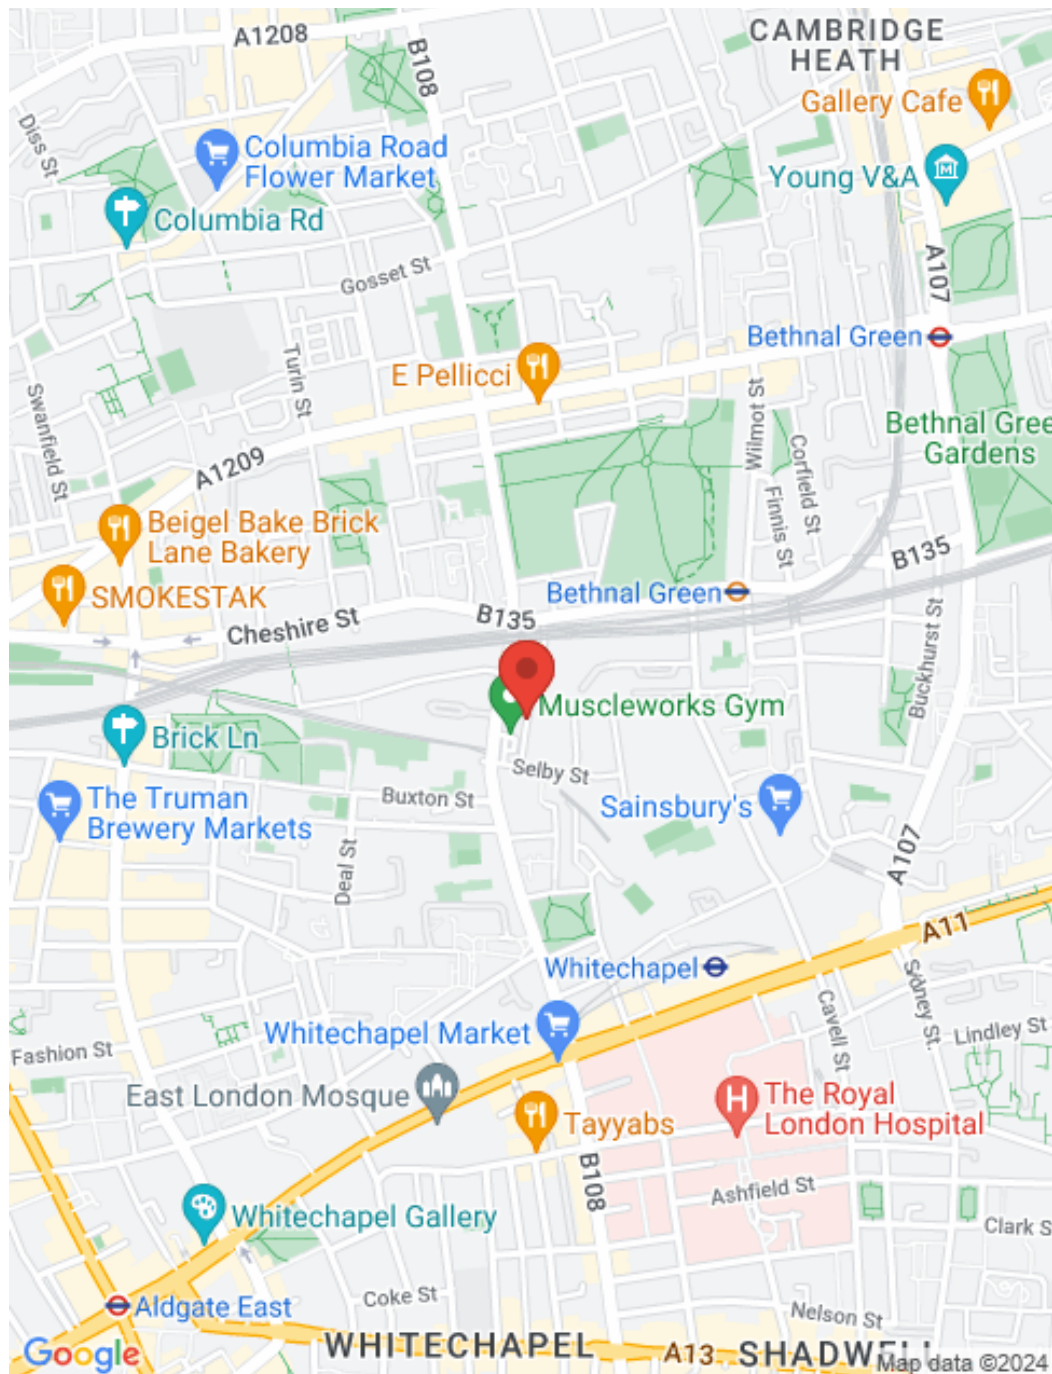 A1208
B108
CAMBRIDGE
HEATH
Gallery Cafe
Diss St
Columbia Road
Flower Market
Young V&A
Columbia Rd
Gosset St
A107
Bethnal Green
Turin St
E Pellicci
Swanfield St
Wilmot St
Bethnal Gree
Gardens
Corfield St
A1209
Finnis St
Beigel Bake Brick
Lane Bakery
B135
SMOKESTAK
Bethnal Green
Cheshire St
B135
Buckhurst St
Muscleworks Gym
Brick Ln
Selby St
The Truman
Brewery Markets
Buxton St
Sainsbury's
Deal St
A107
A11
Whitechapel
Sidney St.
Cavell St
Whitechapel Market
Lindley St
Fashion St
East London Mosque
The Royal
London Hospital
Tayyabs
B108
Ashfield St
Whitechapel Gallery
Clark S
Coke St
Aldgate East
Nelson St
Google
WHITECHAPEL
A13
SHADWELL
Map data ©2024